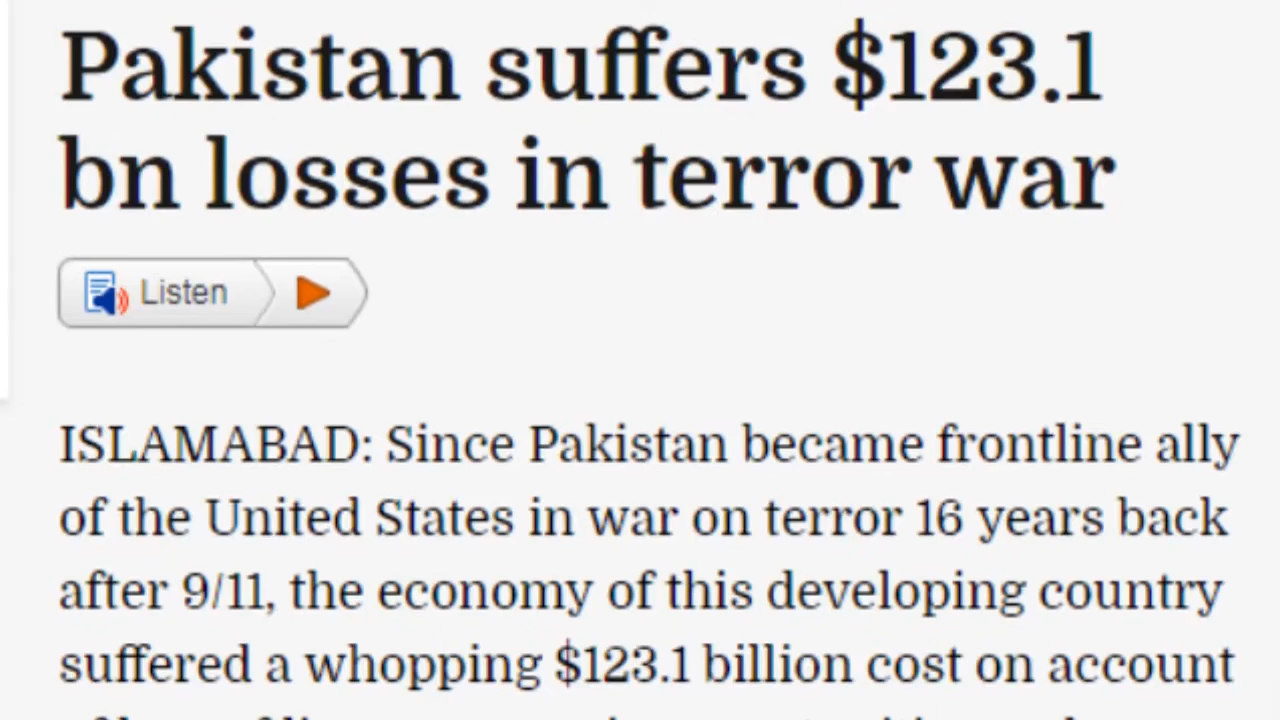 Pakistan suffers $123.1
bn losses in terror war
Listen
ISLAMABAD: Since Pakistan became frontline ally
of the United States in war on terror 16 years back
after 9/11, the economy of this developing country
suffered a whopping $123.1 billion cost on account